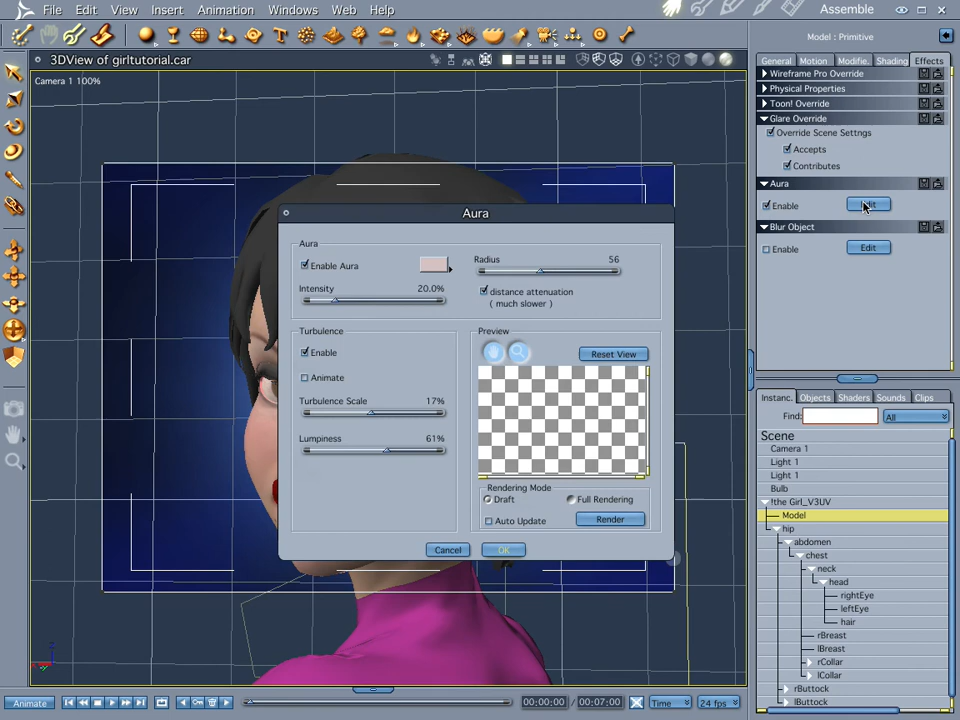 File Edit View Insert Animation Windows Web Help Assemble
3DView of girltutorial.car
Camera 1 100%
Model : Primitive
General Motion Modifie. Shading Effects
Wireframe Pro Override
Physical Properties
Toon! Override
Glare Override
Override Scene Settngs
Accepts
Contributes
Aura
Enable Edit
Blur Object
Enable Edit
Aura
Aura
Enable Aura
Intensity 20.0%
Radius 56
distance attenuation
( much slower )
Turbulence
Enable
Animate
Turbulence Scale 17%
Lumpiness 61%
Preview
Reset View
Rendering Mode
Draft Full Rendering
Auto Update Render
Cancel OK
Instanc. Objects Shaders Sounds Clips
Find: All
Scene
Camera 1
Light 1
Light 1
Bulb
!the Girl_V3UV
Model
hip
abdomen
chest
neck
head
rightEye
leftEye
hair
rBreast
lBreast
rCollar
lCollar
rButtock
lButtock
Animate 00:00:00 / 00:07:00 Time 24 fps